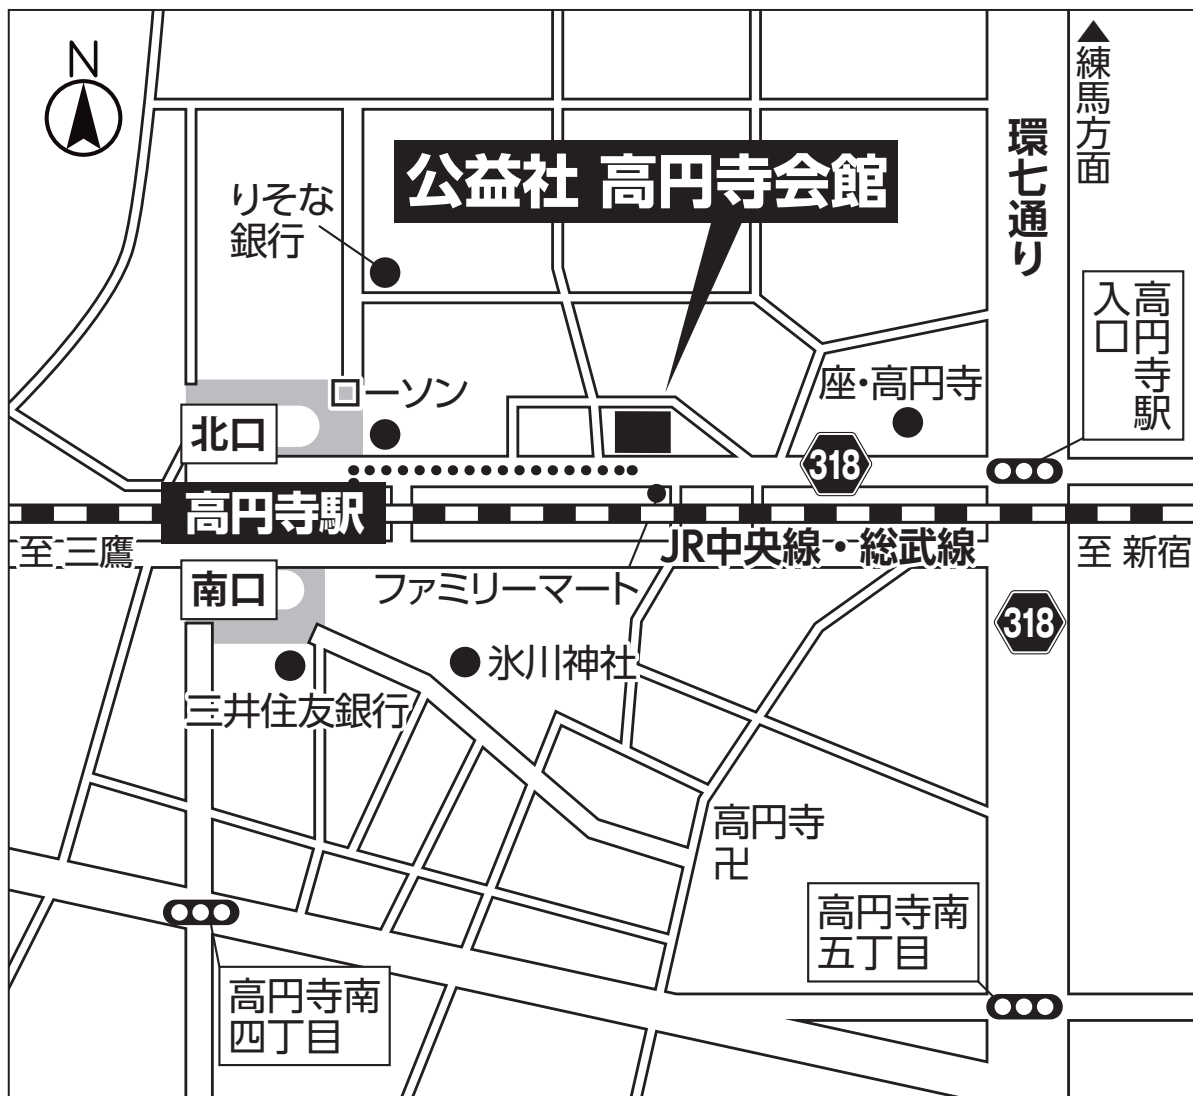 N
▲練馬方面
環七通り
公益社 高円寺会館
りそな
銀行
高円寺駅
入口
ローソン
座・高円寺
北口
318
高円寺駅
JR中央線・総武線
至 三鷹
至 新宿
南口
ファミリーマート
318
氷川神社
三井住友銀行
高円寺
卍
高円寺南
五丁目
高円寺南
四丁目